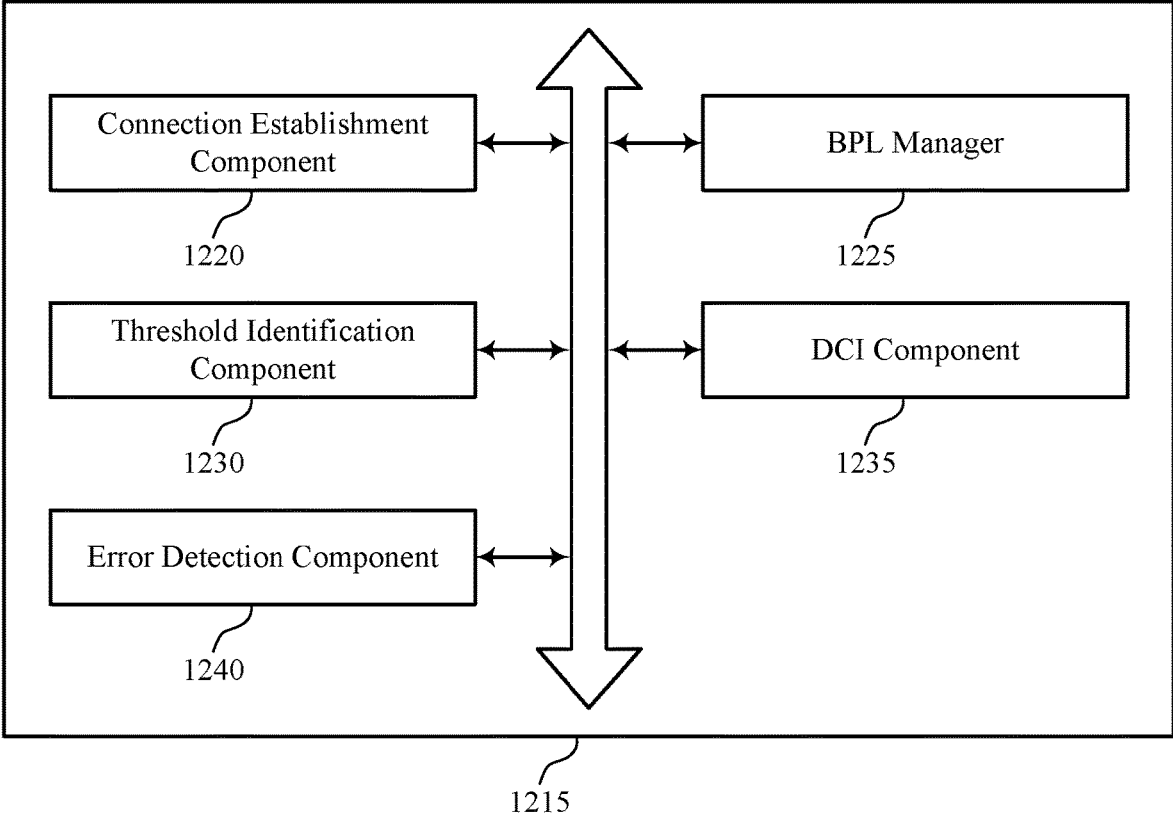 Connection Establishment
Component
1220
BPL Manager
1225
Threshold Identification
Component
1230
DCI Component
1235
Error Detection Component
1240
1215